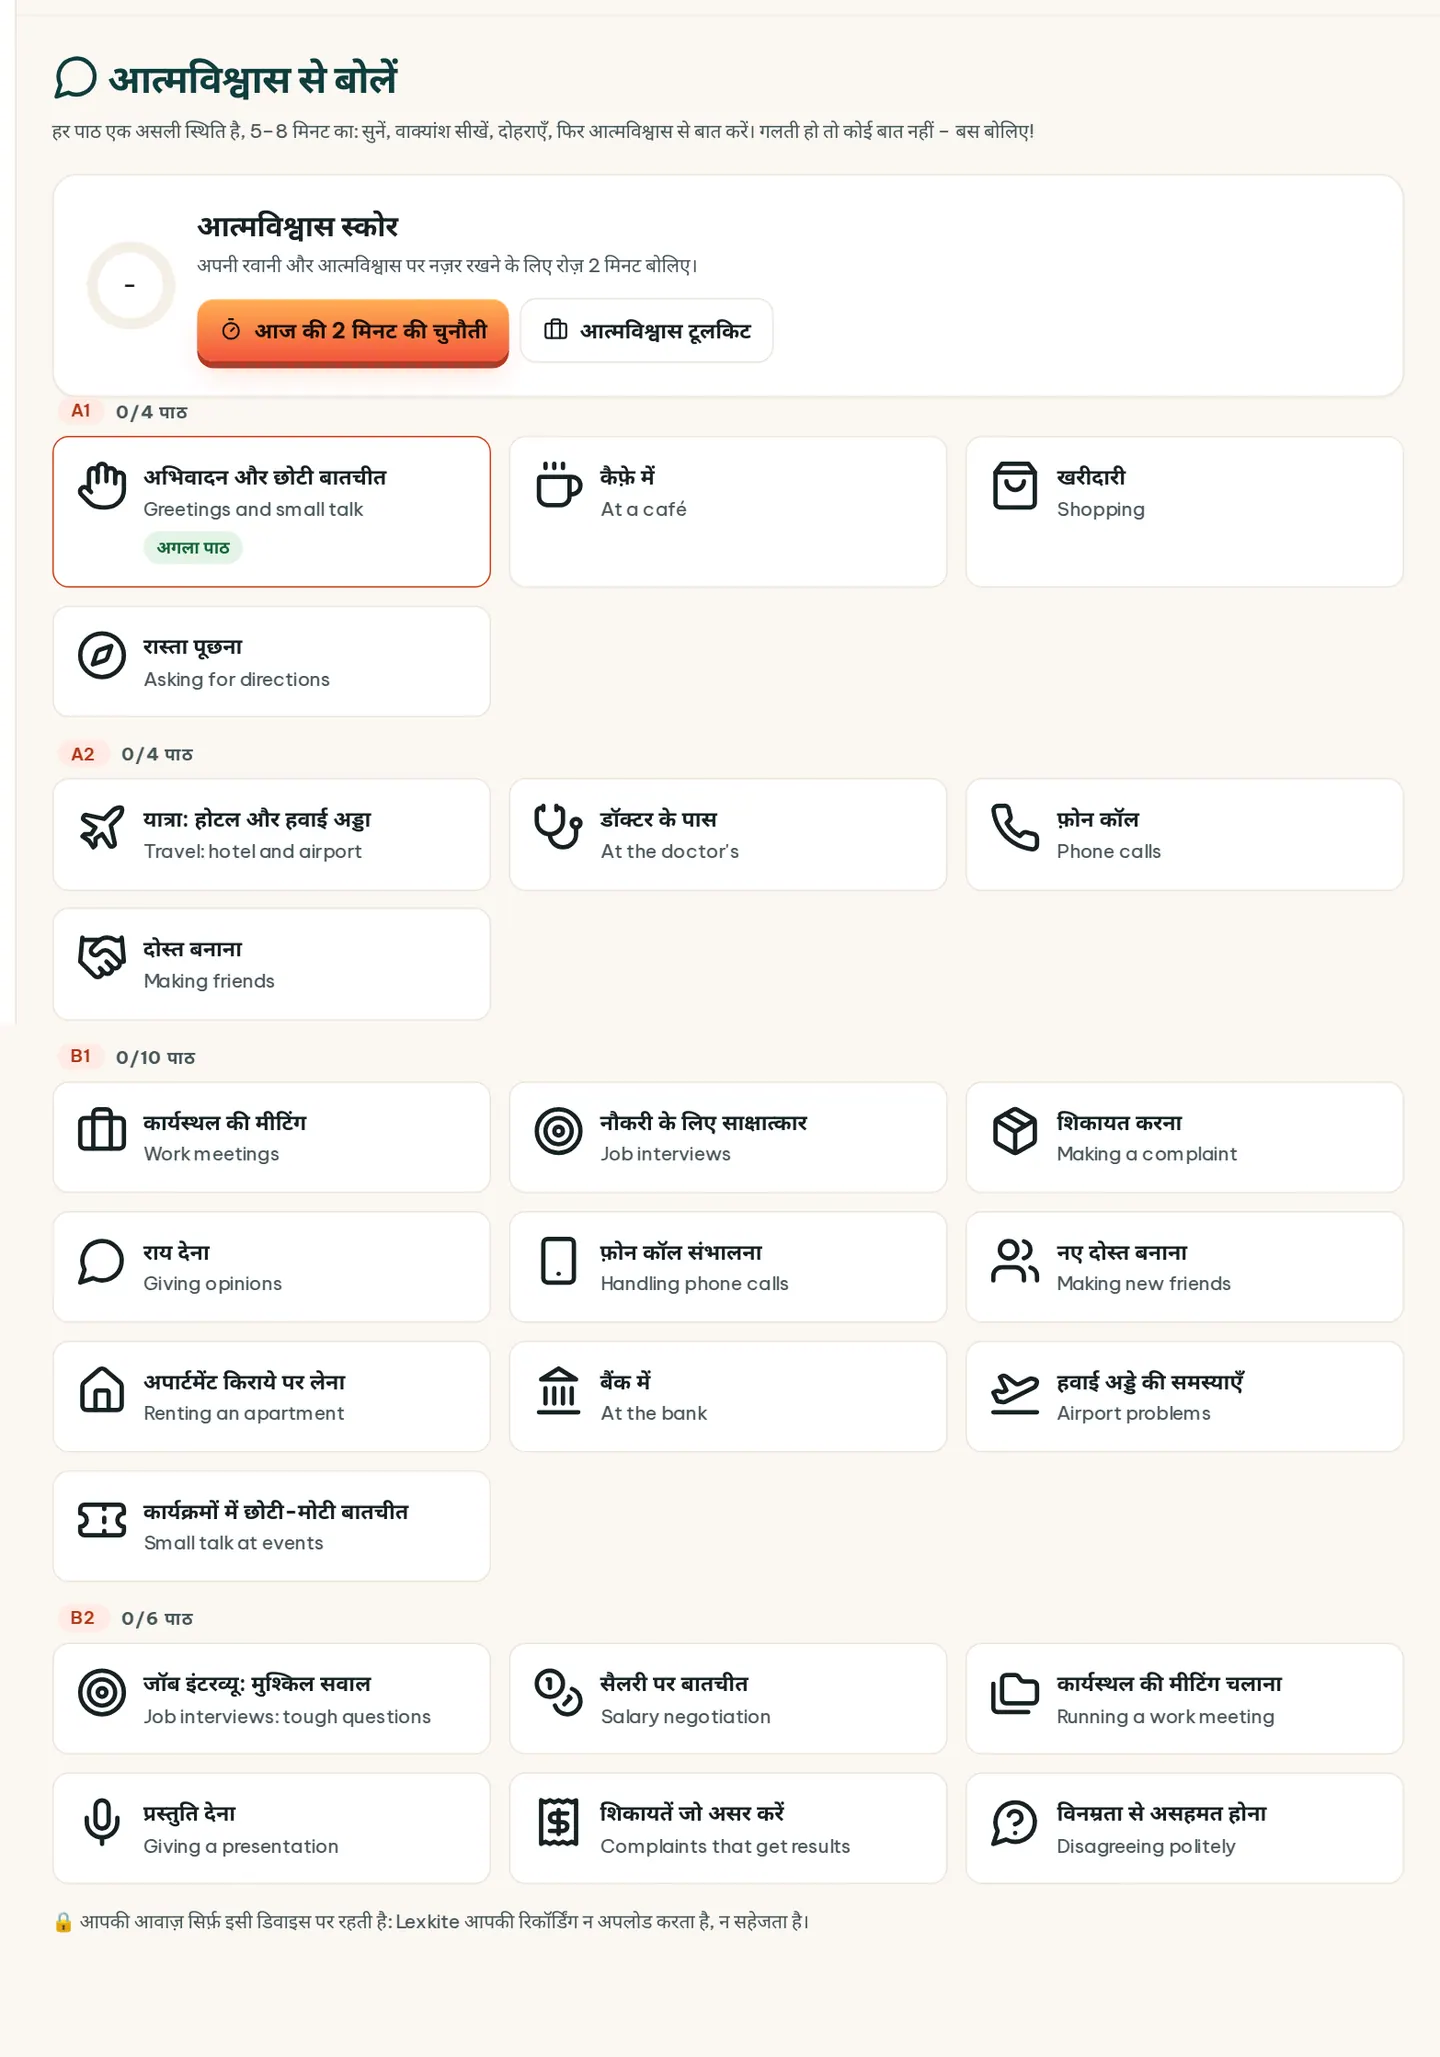 आत्मविश्वास से बोलें
हर पाठ एक असली स्थिति है, 5–8 मिनट का: सुनें, वाक्यांश सीखें, दोहराएँ, फिर आत्मविश्वास से बात करें। गलती हो तो कोई बात नहीं – बस बोलिए!
आत्मविश्वास स्कोर
अपनी रवानी और आत्मविश्वास पर नज़र रखने के लिए रोज़ 2 मिनट बोलिए।
–
आज की 2 मिनट की चुनौती
आत्मविश्वास टूलकिट
A1 0/4 पाठ
अभिवादन और छोटी बातचीत
Greetings and small talk
अगला पाठ
कैफ़े में
At a café
खरीदारी
Shopping
रास्ता पूछना
Asking for directions
A2 0/4 पाठ
यात्रा: होटल और हवाई अड्डा
Travel: hotel and airport
डॉक्टर के पास
At the doctor's
फ़ोन कॉल
Phone calls
दोस्त बनाना
Making friends
B1 0/10 पाठ
कार्यस्थल की मीटिंग
Work meetings
नौकरी के लिए साक्षात्कार
Job interviews
शिकायत करना
Making a complaint
राय देना
Giving opinions
फ़ोन कॉल संभालना
Handling phone calls
नए दोस्त बनाना
Making new friends
अपार्टमेंट किराये पर लेना
Renting an apartment
बैंक में
At the bank
हवाई अड्डे की समस्याएँ
Airport problems
कार्यक्रमों में छोटी-मोटी बातचीत
Small talk at events
B2 0/6 पाठ
जॉब इंटरव्यू: मुश्किल सवाल
Job interviews: tough questions
सैलरी पर बातचीत
Salary negotiation
कार्यस्थल की मीटिंग चलाना
Running a work meeting
प्रस्तुति देना
Giving a presentation
शिकायतें जो असर करें
Complaints that get results
विनम्रता से असहमत होना
Disagreeing politely
🔒 आपकी आवाज़ सिर्फ़ इसी डिवाइस पर रहती है: Lexkite आपकी रिकॉर्डिंग न अपलोड करता है, न सहेजता है।